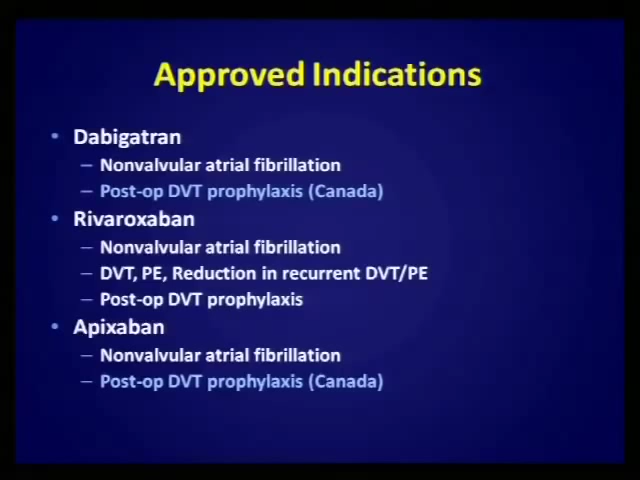 Approved Indications
• Dabigatran
– Nonvalvular atrial fibrillation
– Post-op DVT prophylaxis (Canada)
• Rivaroxaban
– Nonvalvular atrial fibrillation
– DVT, PE, Reduction in recurrent DVT/PE
– Post-op DVT prophylaxis
• Apixaban
– Nonvalvular atrial fibrillation
– Post-op DVT prophylaxis (Canada)